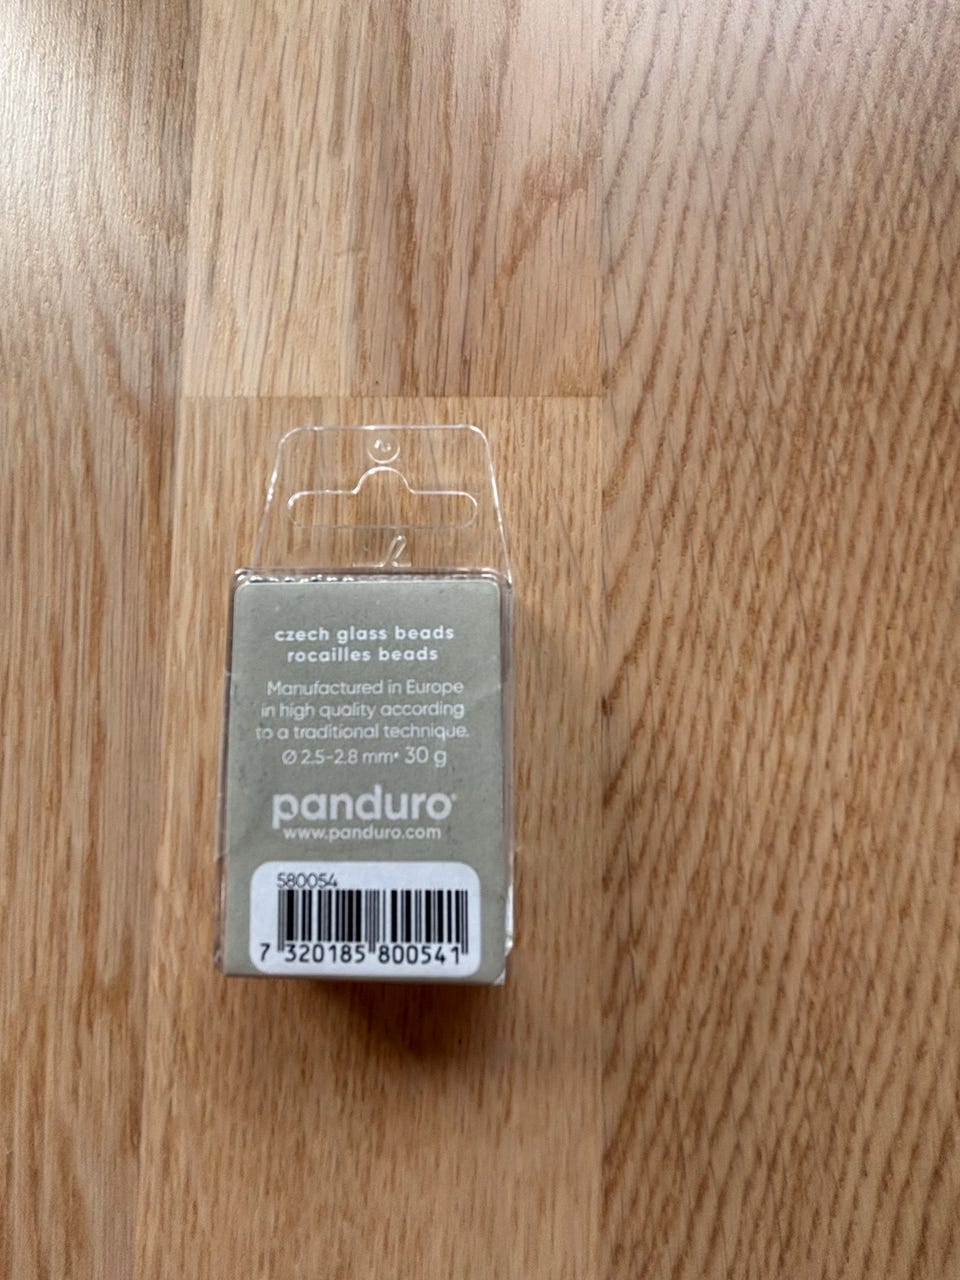 czech glass beads
rocailles beads
Manufactured in Europe
in high quality according
to a traditional technique.
Ø 2.5-2.8 mm• 30 g
panduro®
www.panduro.com
580054
7 320185 800541